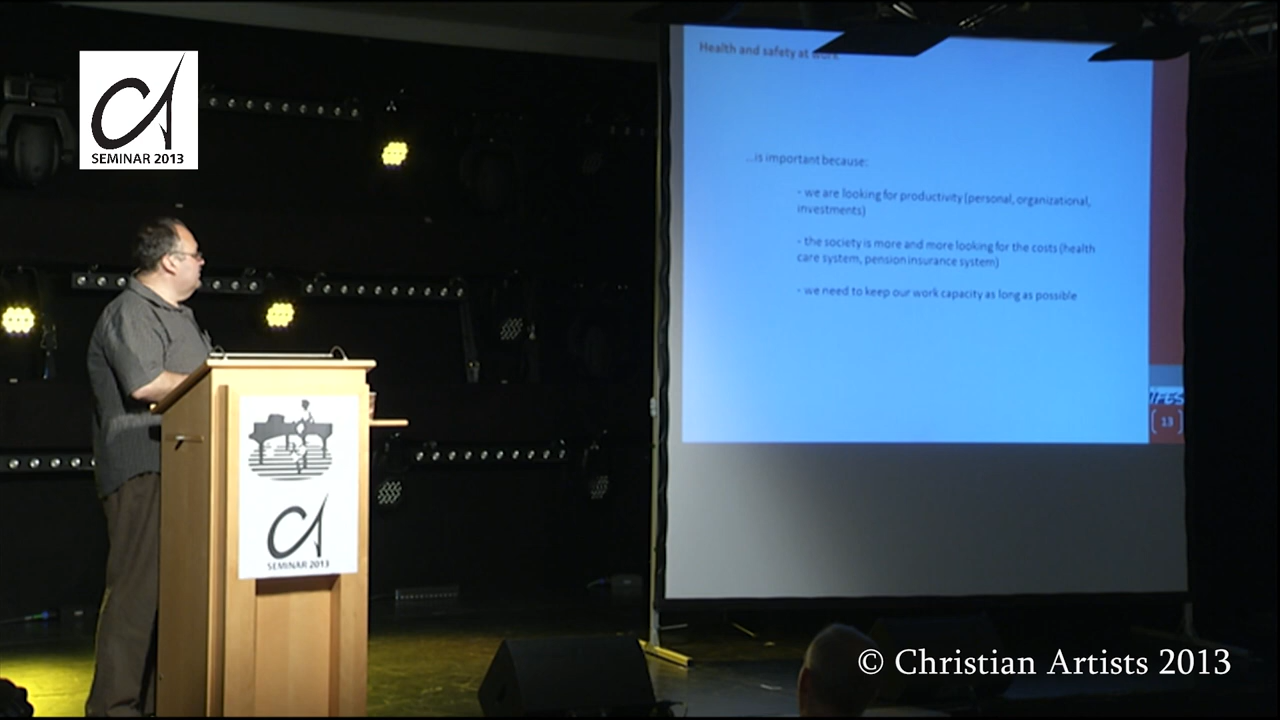 CA
SEMINAR 2013
Health and safety at work
...is important because:
- we are looking for productivity (personal, organizational,
investments)
- the society is more and more looking for the costs (health
care system, pension insurance system)
- we need to keep our work capacity as long as possible
IFES
13
CA
SEMINAR 2013
© Christian Artists 2013